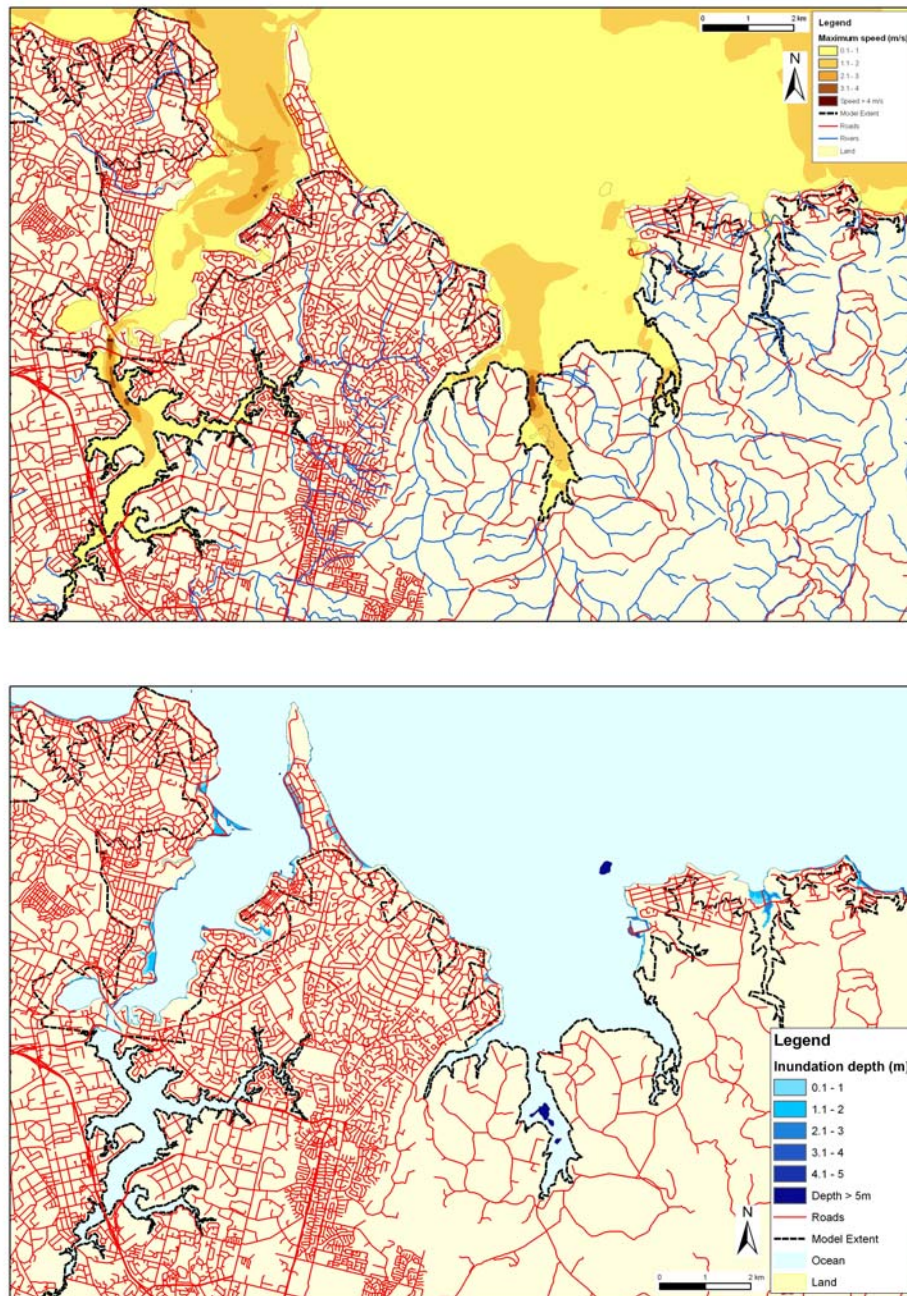 0 1 2 km
Legend
Maximum speed (m/s)
0.1 - 1
1.1 - 2
2.1 - 3
3.1 - 4
Speed > 4 m/s
Model Extent
Roads
Rivers
Land
N
Legend
Inundation depth (m)
0.1 - 1
1.1 - 2
2.1 - 3
3.1 - 4
4.1 - 5
Depth > 5m
Roads
Model Extent
Ocean
Land
N
0 1 2 km